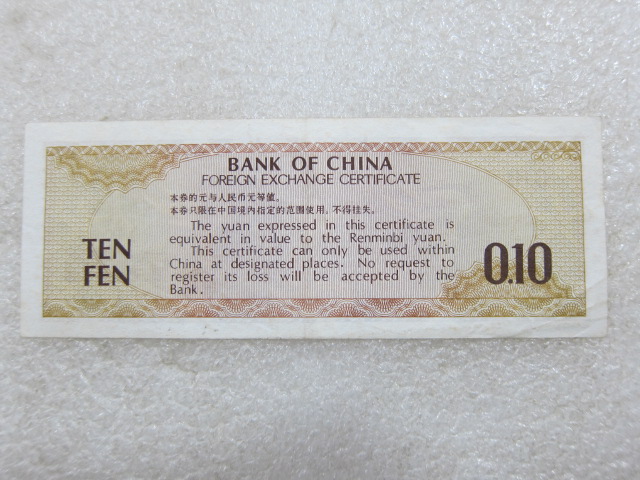 BANK OF CHINA
FOREIGN EXCHANGE CERTIFICATE
本券的元与人民币元等值。
本券只限在中国境内指定的范围使用，不得挂失。
The yuan expressed in this certificate is
equivalent in value to the Renminbi yuan.
This certificate can only be used within
China at designated places. No request to
register its loss will be accepted by the
Bank.
TEN
FEN
0.10